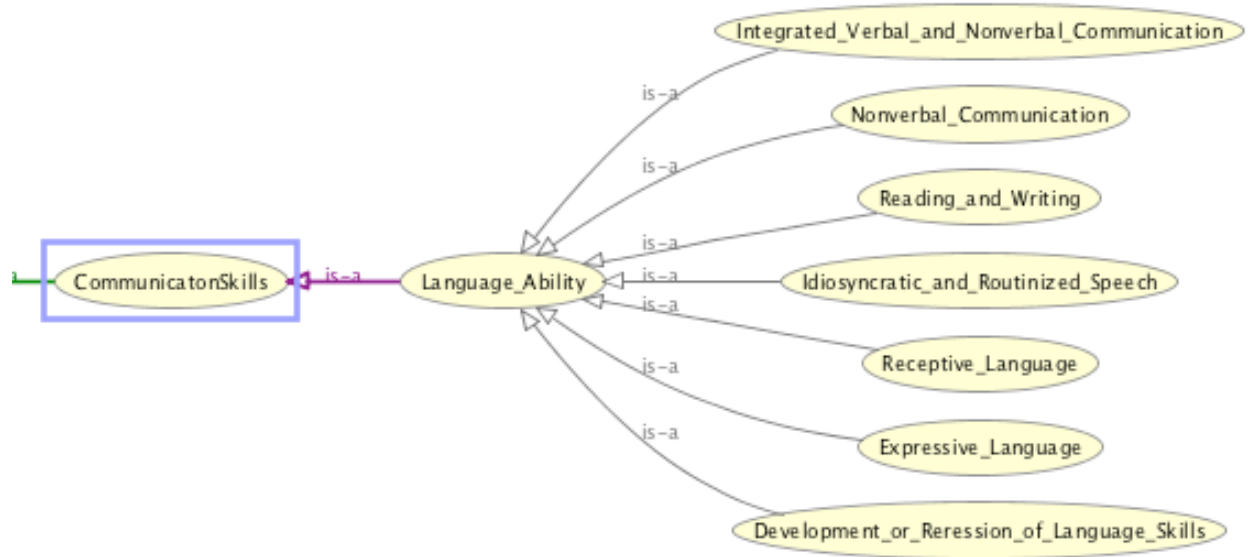 Integrated_Verbal_and_Nonverbal_Communication
is-a
Nonverbal_Communication
is-a
Reading_and_Writing
is-a
a
CommunicatonSkills
is-a
Language_Ability
is-a
Idiosyncratic_and_Routinized_Speech
is-a
Receptive_Language
is-a
Expressive_Language
is-a
Development_or_Reression_of_Language_Skills